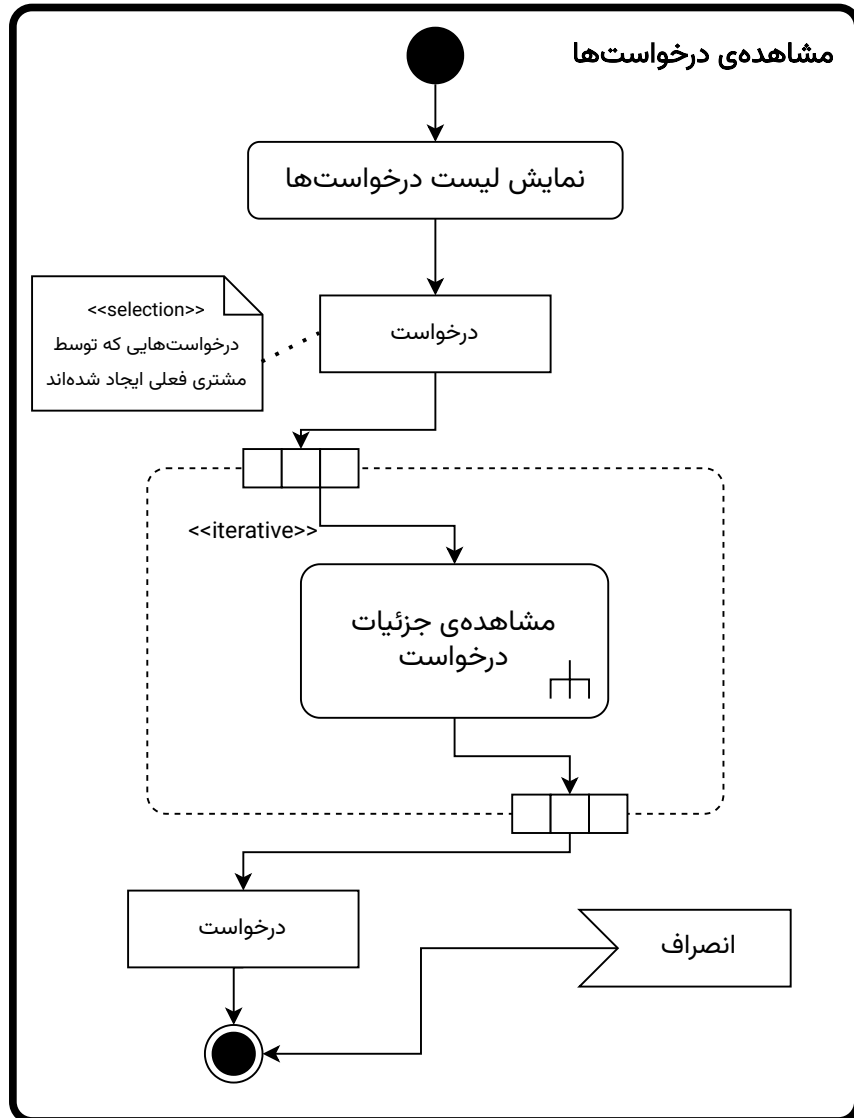 مشاهده‌ی درخواست‌ها
نمایش لیست درخواست‌ها
<<selection>>
درخواست‌هایی که توسط
مشتری فعلی ایجاد شده‌اند
درخواست
<<iterative>>
مشاهده‌ی جزئیات
درخواست
درخواست
انصراف